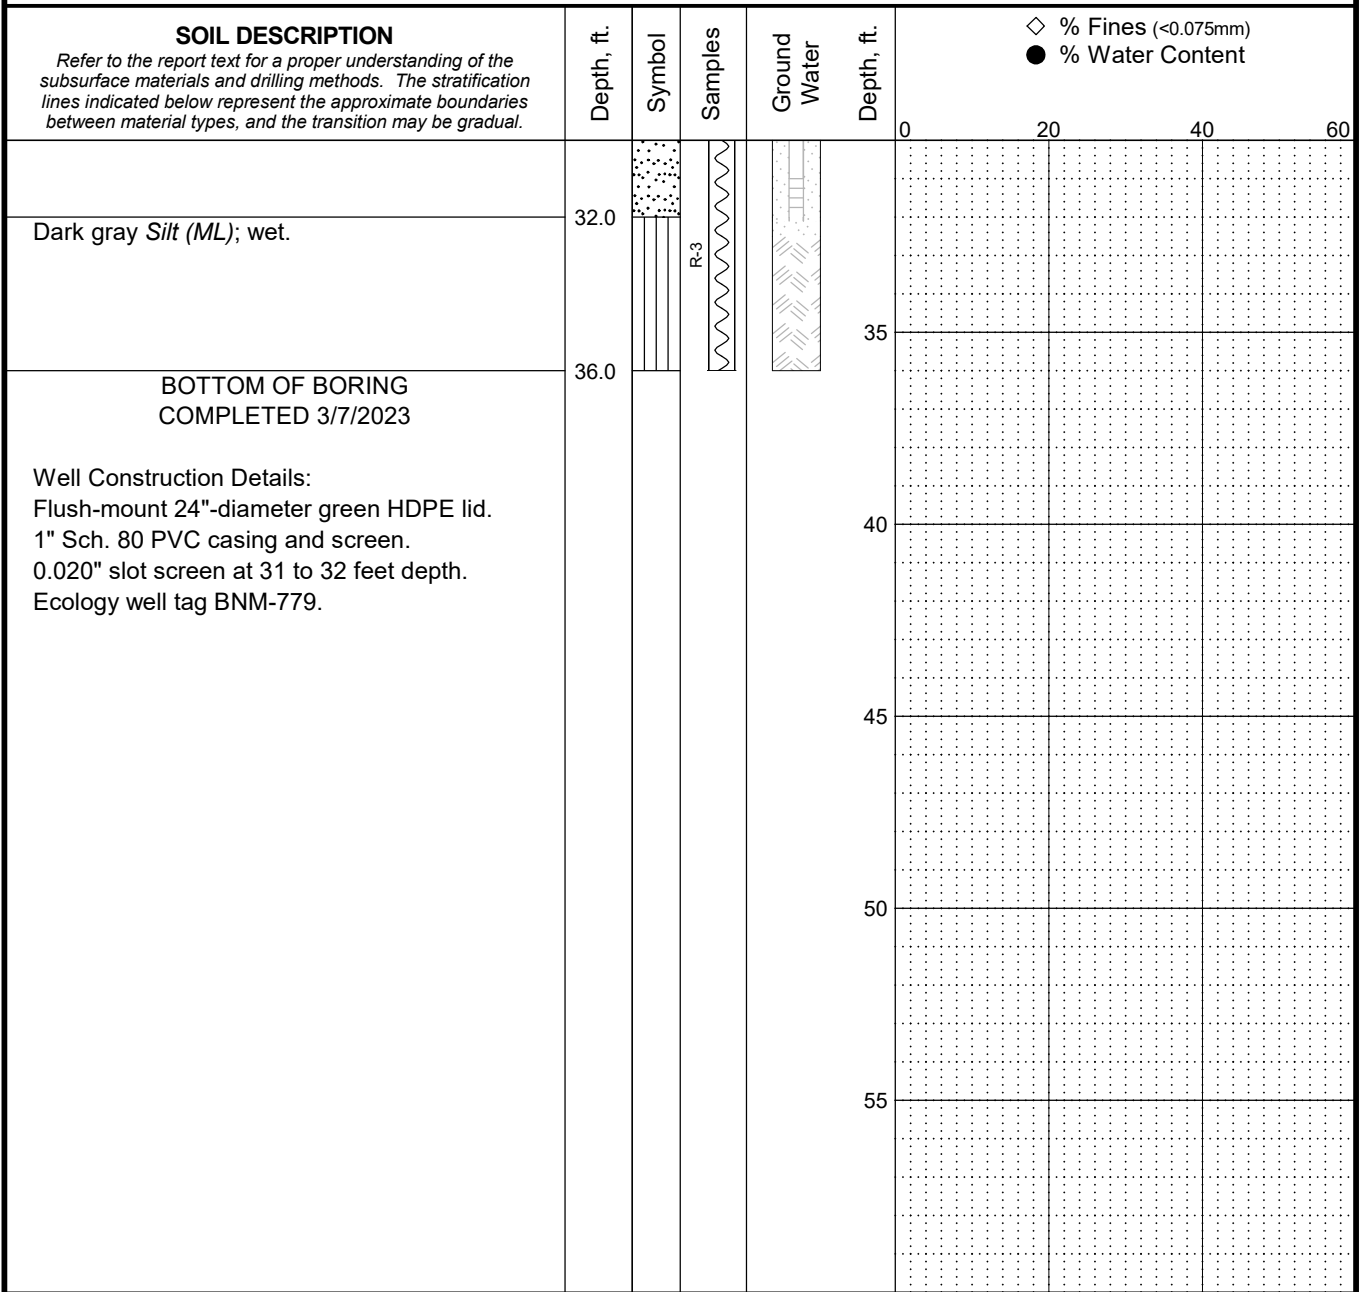 SOIL DESCRIPTION
Refer to the report text for a proper understanding of the
subsurface materials and drilling methods. The stratification
lines indicated below represent the approximate boundaries
between material types, and the transition may be gradual.
Depth, ft.
Symbol
Samples
Ground
Water
Depth, ft.
◇ % Fines (<0.075mm)
● % Water Content
0 20 40 60
32.0
Dark gray Silt (ML); wet.
R-3
35
36.0
BOTTOM OF BORING
COMPLETED 3/7/2023
Well Construction Details:
Flush-mount 24"-diameter green HDPE lid.
1" Sch. 80 PVC casing and screen.
0.020" slot screen at 31 to 32 feet depth.
Ecology well tag BNM-779.
40
45
50
55